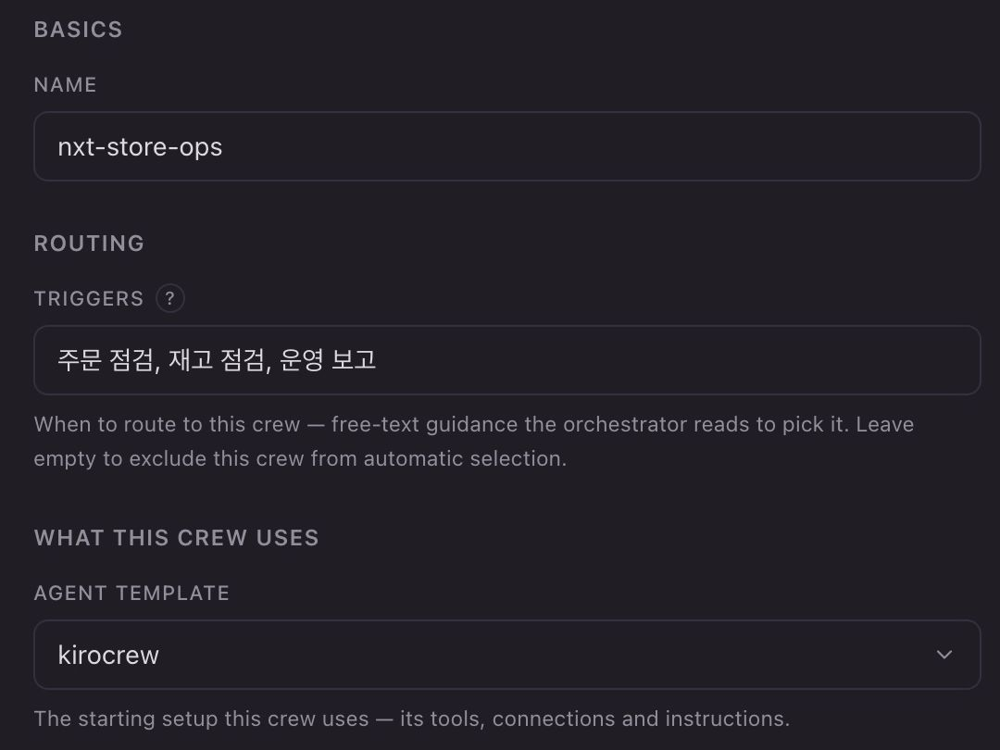 BASICS
NAME
nxt-store-ops
ROUTING
TRIGGERS ?
주문 점검, 재고 점검, 운영 보고
When to route to this crew — free-text guidance the orchestrator reads to pick it. Leave
empty to exclude this crew from automatic selection.
WHAT THIS CREW USES
AGENT TEMPLATE
kirocrew
The starting setup this crew uses — its tools, connections and instructions.